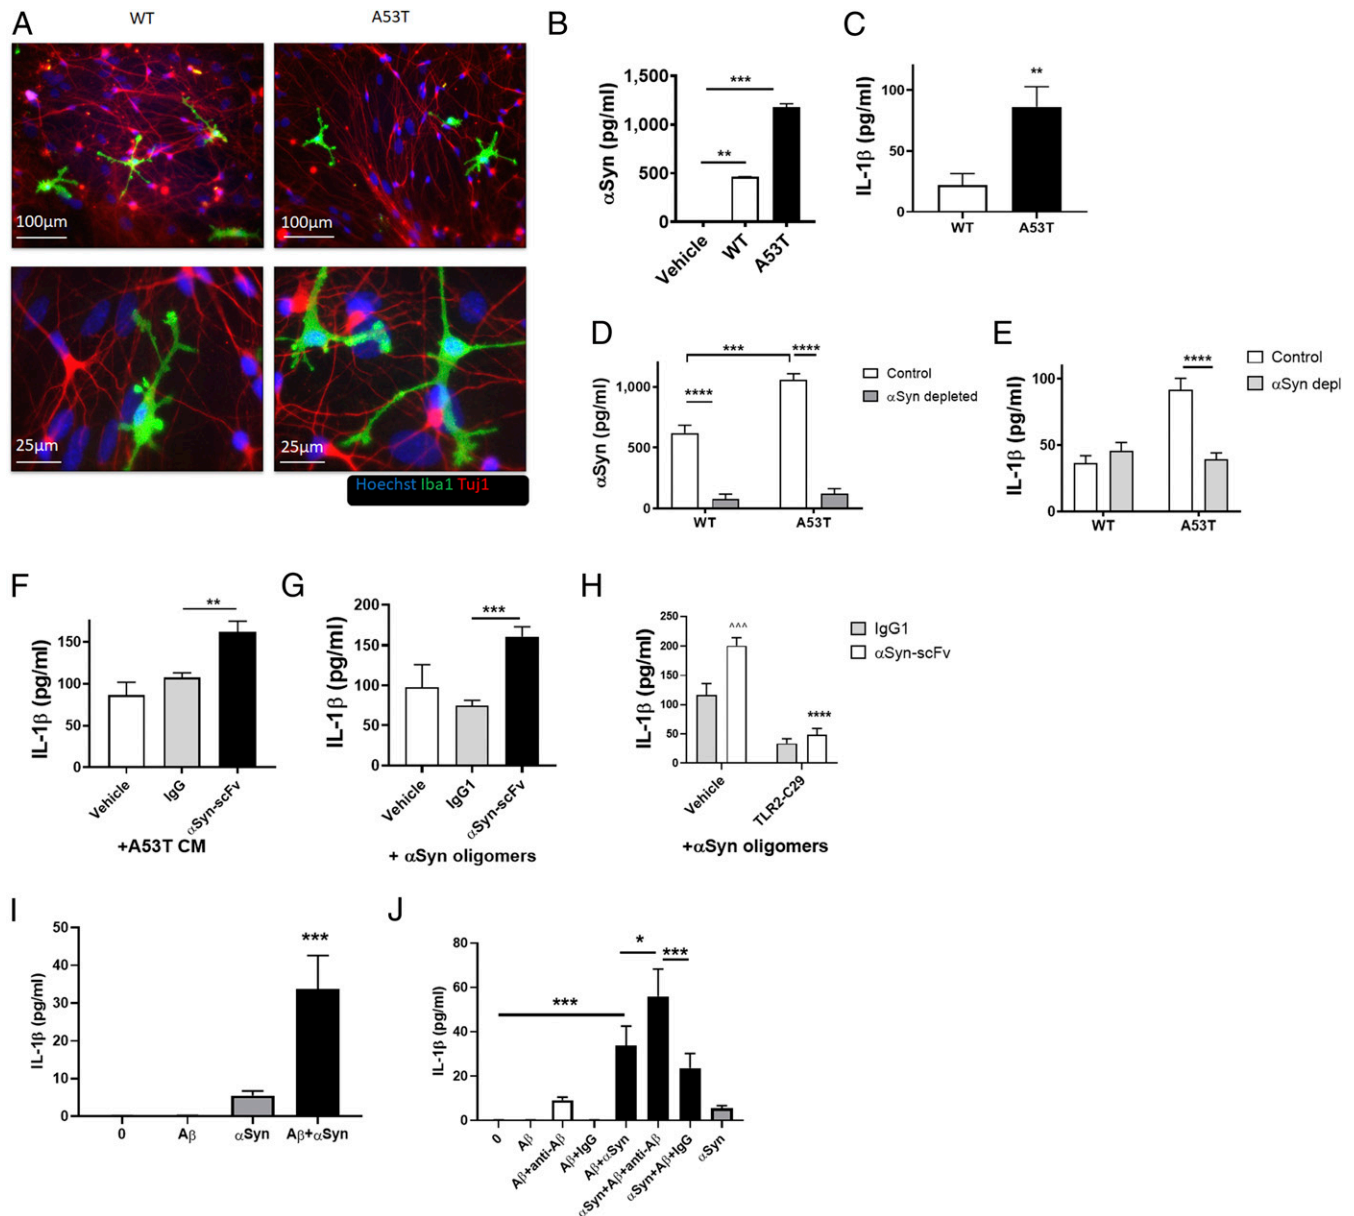 A
WT
A53T
100µm
100µm
25µm
25µm
Hoechst Iba1 Tuj1
B
αSyn (pg/ml)
1,500
1,000
500
0
***
**
Vehicle
WT
A53T
C
IL-1β (pg/ml)
100
50
0
**
WT
A53T
D
αSyn (pg/ml)
1,000
500
0
****
***
****
WT
A53T
Control
αSyn depleted
E
IL-1β (pg/ml)
100
50
0
****
WT
A53T
Control
αSyn depl
F
IL-1β (pg/ml)
150
100
50
0
**
Vehicle
IgG
αSyn-scFv
+A53T CM
G
IL-1β (pg/ml)
200
150
100
50
0
***
Vehicle
IgG1
αSyn-scFv
+ αSyn oligomers
H
IL-1β (pg/ml)
250
200
150
100
50
0
^^^
****
Vehicle
TLR2-C29
+αSyn oligomers
IgG1
αSyn-scFv
I
IL-1β (pg/ml)
50
40
30
20
10
0
***
0
Aβ
αSyn
Aβ+αSyn
J
IL-1β (pg/ml)
80
60
40
20
0
***
*
***
0
Aβ
Aβ+anti-Aβ
Aβ+IgG
Aβ+αSyn
αSyn+Aβ+anti-Aβ
αSyn+Aβ+IgG
αSyn